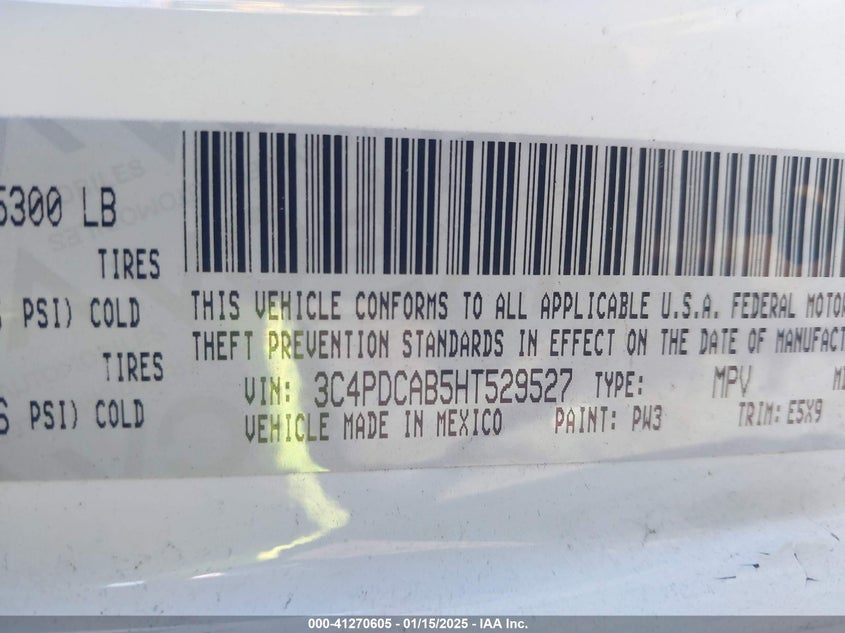 5300 LB
TIRES
PSI) COLD
TIRES
PSI) COLD
THIS VEHICLE CONFORMS TO ALL APPLICABLE U.S.A. FEDERAL MOTOR
THEFT PREVENTION STANDARDS IN EFFECT ON THE DATE OF MANUFACT
VIN: 3C4PDCAB5HT529527 TYPE: MPV
VEHICLE MADE IN MEXICO PAINT: PW3 TRIM: E5X9
000-41270605 - 01/15/2025 - IAA Inc.